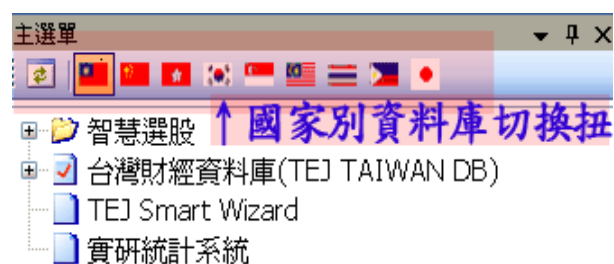 主選單
國家別資料庫切換扭
智慧選股
台灣財經資料庫(TEJ TAIWAN DB)
TEJ Smart Wizard
實研統計系統